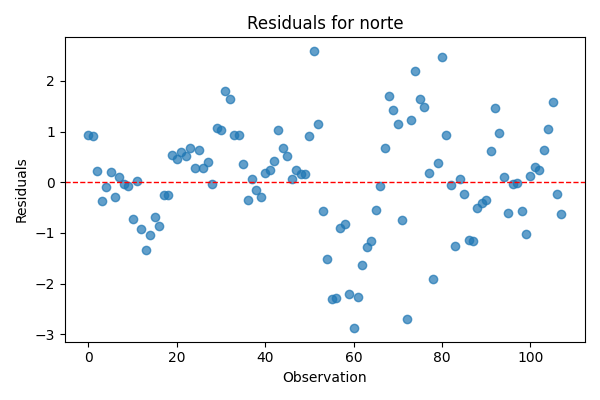 Residuals for norte
Residuals
2
1
0
−1
−2
−3
0 20 40 60 80 100
Observation